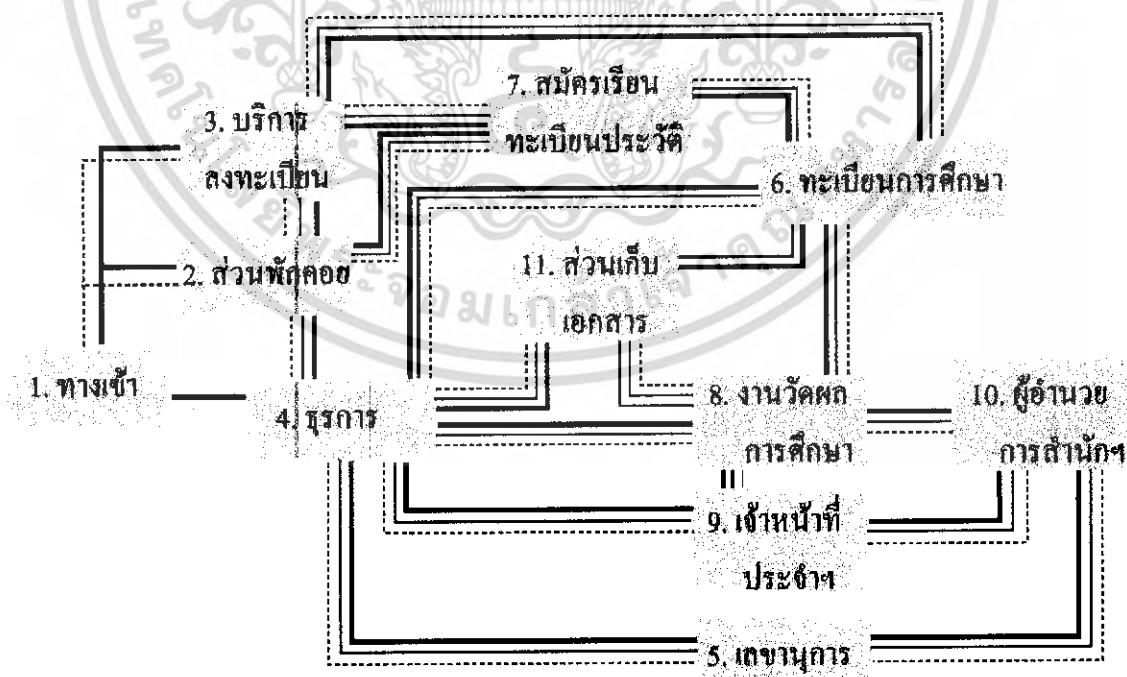 7. สมัครเรียน
ทะเบียนประวัติ
3. บริการ
ลงทะเบียน
6. ทะเบียนการศึกษา
2. ส่วนพักคอย
11. ส่วนเก็บ
เอกสาร
1. ทางเข้า
4. ธุรการ
8. งานวัดผล
การศึกษา
10. ผู้อำนวย
การสำนักฯ
9. เจ้าหน้าที่
ประจำฯ
5. เลขานุการ